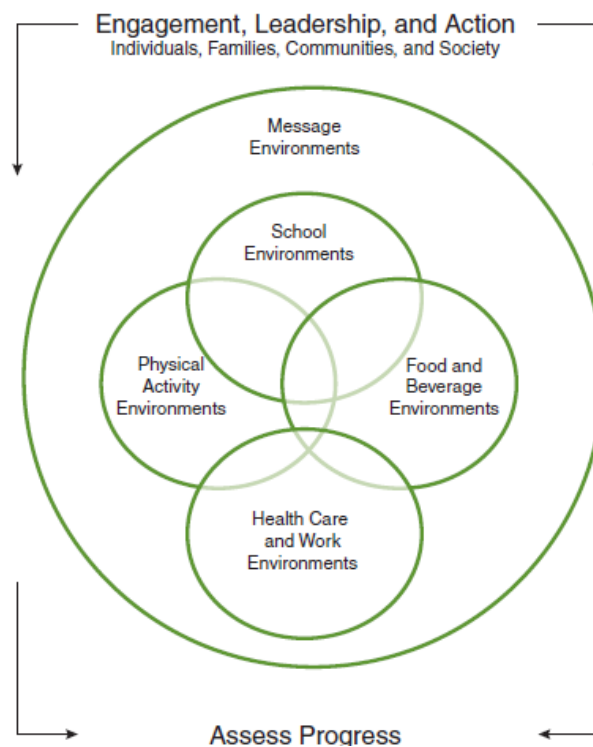 Engagement, Leadership, and Action
Individuals, Families, Communities, and Society
Message
Environments
School
Environments
Physical
Activity
Environments
Food and
Beverage
Environments
Health Care
and Work
Environments
Assess Progress